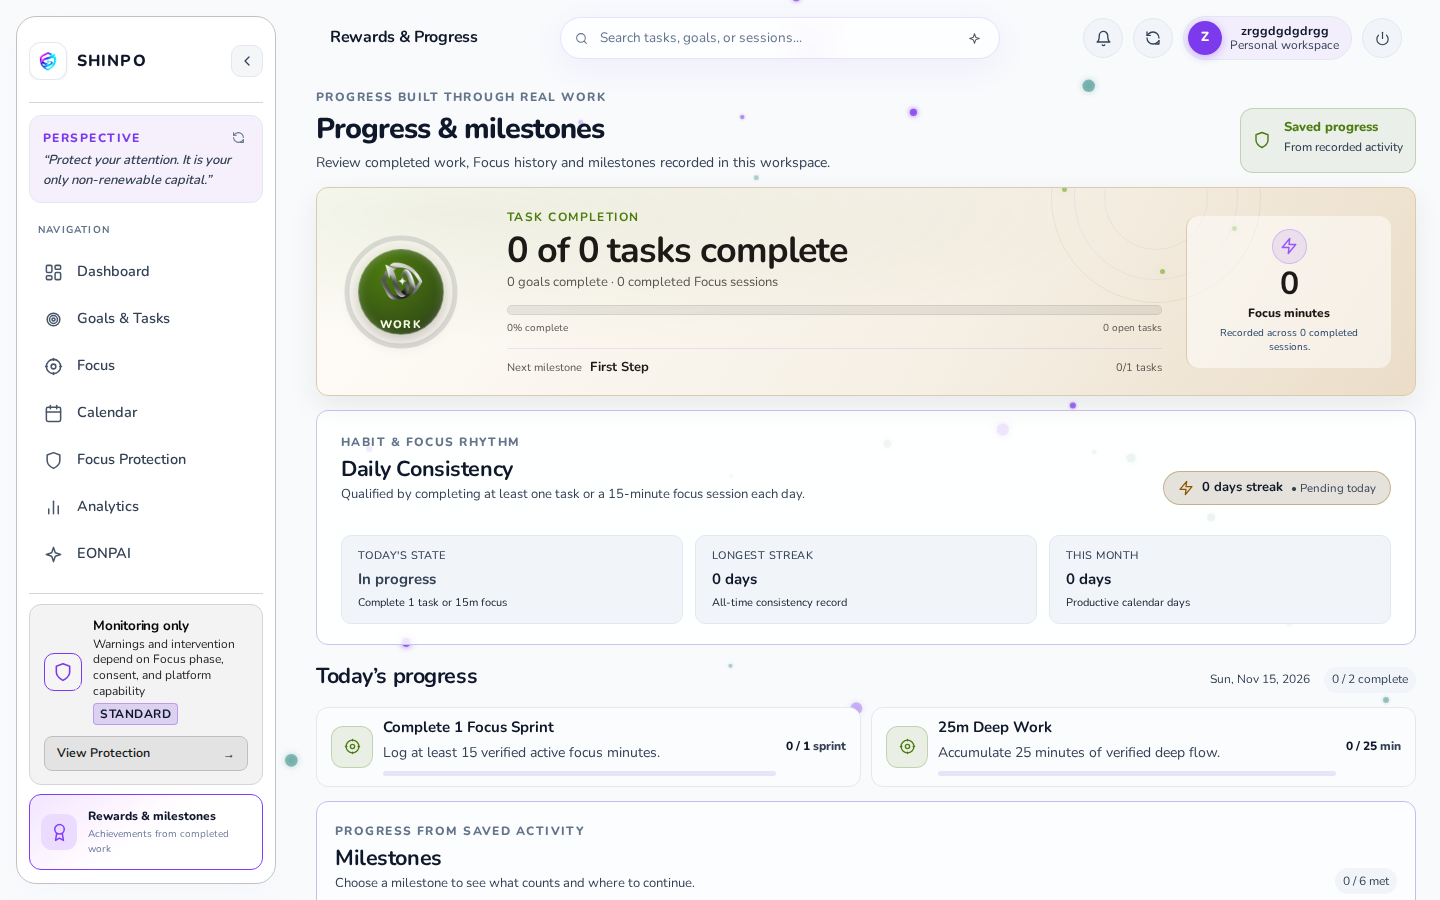 SHINPO
PERSPECTIVE
“Protect your attention. It is your
only non-renewable capital.”
NAVIGATION
Dashboard
Goals & Tasks
Focus
Calendar
Focus Protection
Analytics
EONPAI
Monitoring only
Warnings and intervention
depend on Focus phase,
consent, and platform
capability
STANDARD
View Protection →
Rewards & milestones
Achievements from completed
work
Rewards & Progress
Search tasks, goals, or sessions...
Z
zrggdgdgdrgg
Personal workspace
PROGRESS BUILT THROUGH REAL WORK
Progress & milestones
Review completed work, Focus history and milestones recorded in this workspace.
Saved progress
From recorded activity
WORK
TASK COMPLETION
0 of 0 tasks complete
0 goals complete · 0 completed Focus sessions
0% complete
0 open tasks
Next milestone First Step
0/1 tasks
0
Focus minutes
Recorded across 0 completed
sessions.
HABIT & FOCUS RHYTHM
Daily Consistency
Qualified by completing at least one task or a 15-minute focus session each day.
0 days streak • Pending today
TODAY'S STATE
In progress
Complete 1 task or 15m focus
LONGEST STREAK
0 days
All-time consistency record
THIS MONTH
0 days
Productive calendar days
Today’s progress
Sun, Nov 15, 2026
0 / 2 complete
Complete 1 Focus Sprint
Log at least 15 verified active focus minutes.
0 / 1 sprint
25m Deep Work
Accumulate 25 minutes of verified deep flow.
0 / 25 min
PROGRESS FROM SAVED ACTIVITY
Milestones
Choose a milestone to see what counts and where to continue.
0 / 6 met